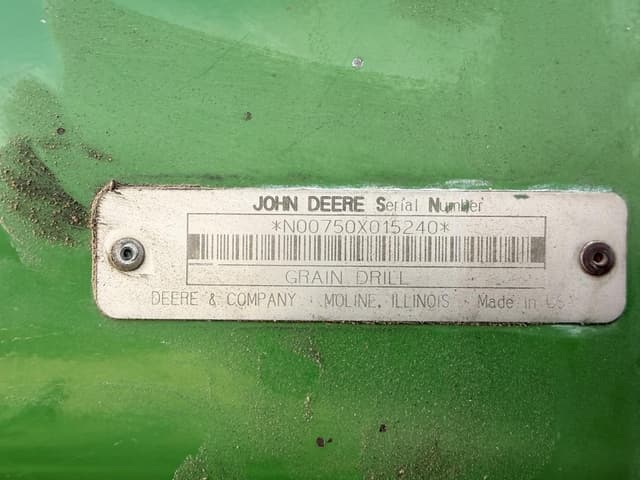 JOHN DEERE Serial Number
*N00750X015240*
GRAIN DRILL
DEERE & COMPANY MOLINE, ILLINOIS Made in